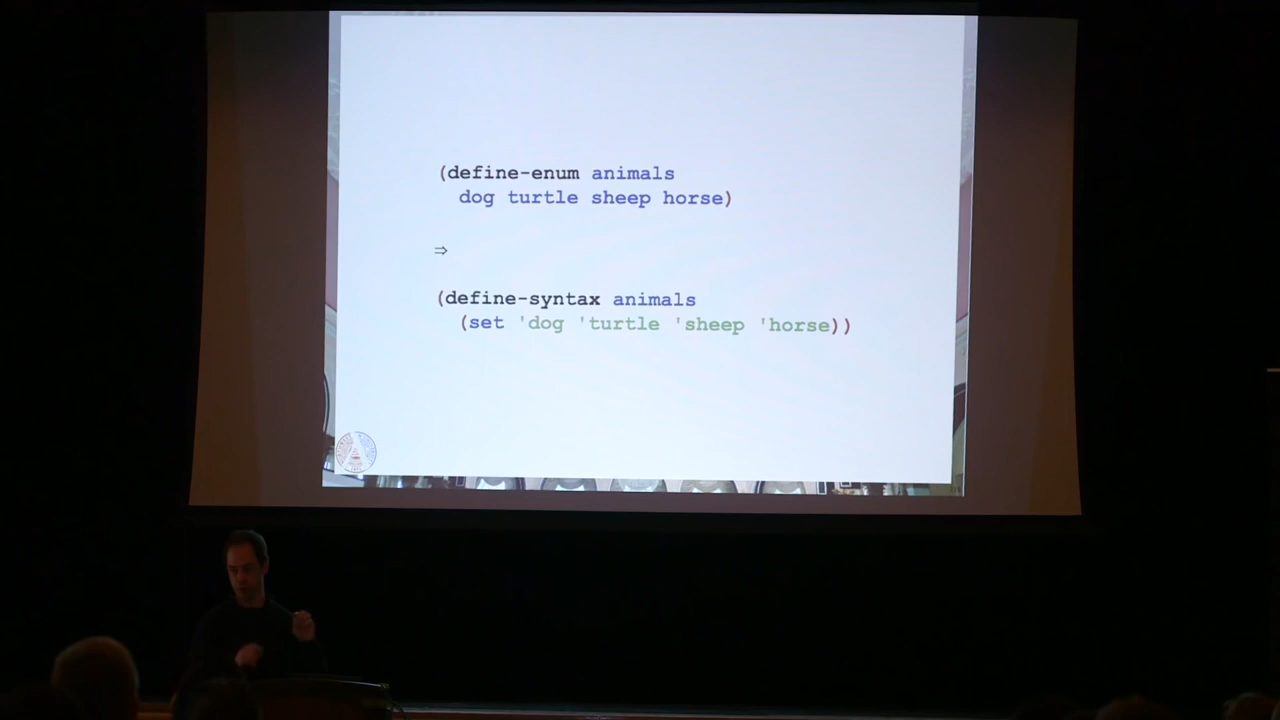 (define-enum animals
dog turtle sheep horse)
⇒
(define-syntax animals
(set 'dog 'turtle 'sheep 'horse))